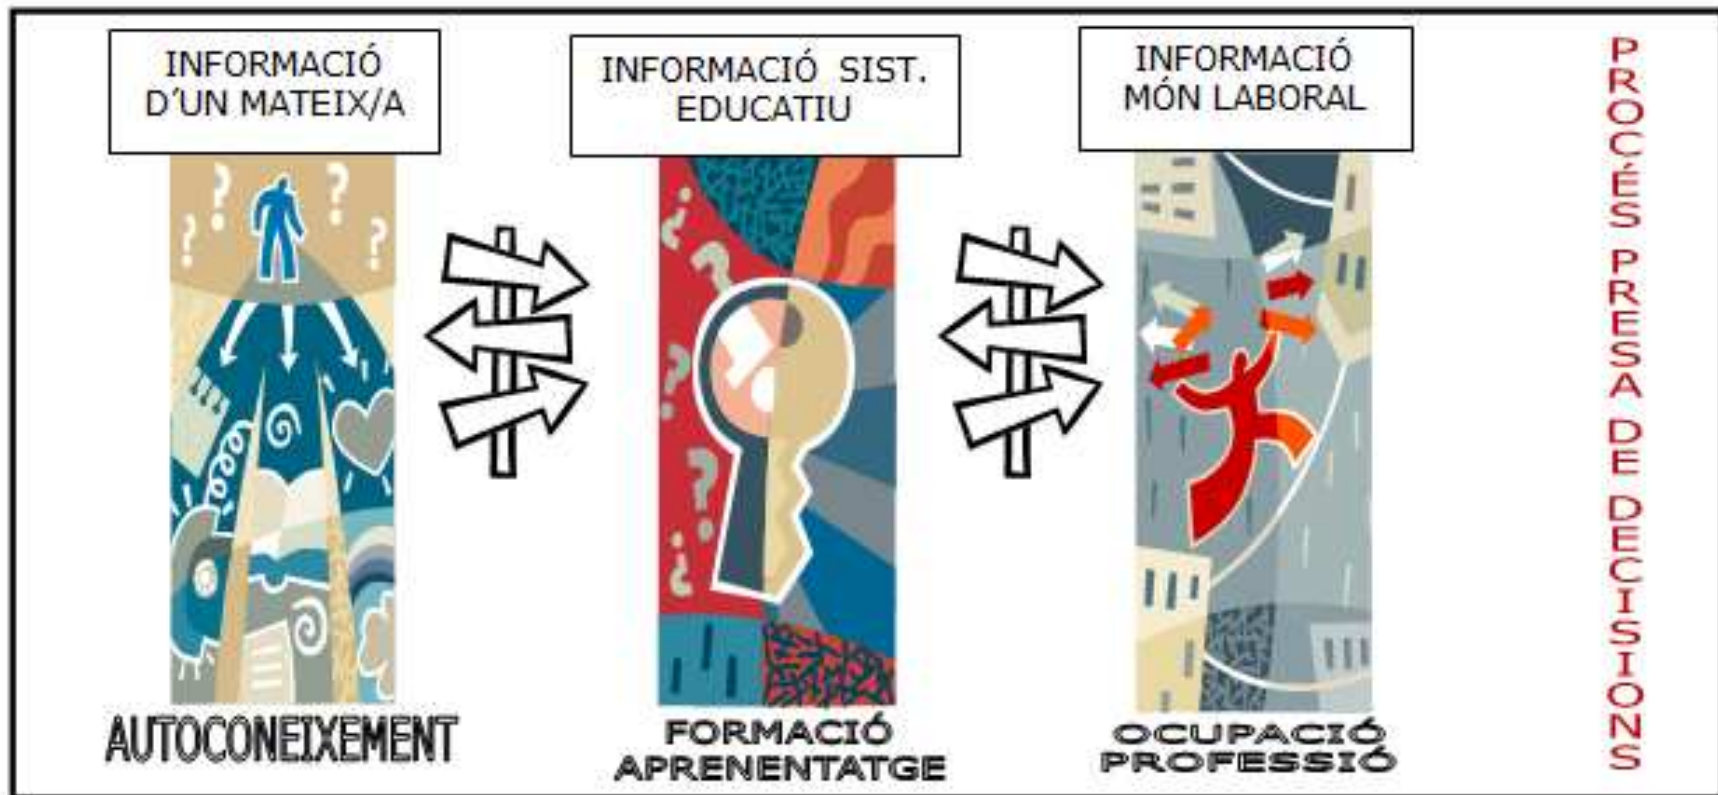 INFORMACIÓ
D´UN MATEIX/A
INFORMACIÓ SIST.
EDUCATIU
INFORMACIÓ
MÓN LABORAL
AUTOCONEIXEMENT
FORMACIÓ
APRENENTATGE
OCUPACIÓ
PROFESSIÓ
PROCÉS PRESA DE DECISIONS